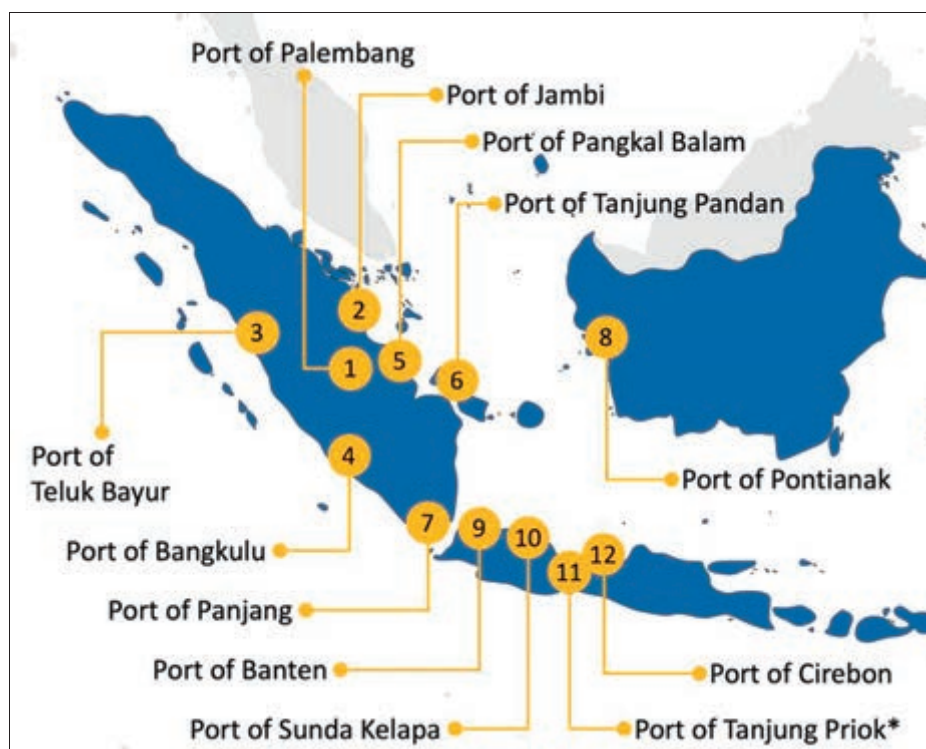 Port of Palembang
Port of Jambi
Port of Pangkal Balam
Port of Tanjung Pandan
2
3
8
5
1
6
Port of
Teluk Bayur
4
Port of Pontianak
7
9
10
12
11
Port of Bangkulu
Port of Panjang
Port of Banten
Port of Cirebon
Port of Sunda Kelapa
Port of Tanjung Priok*